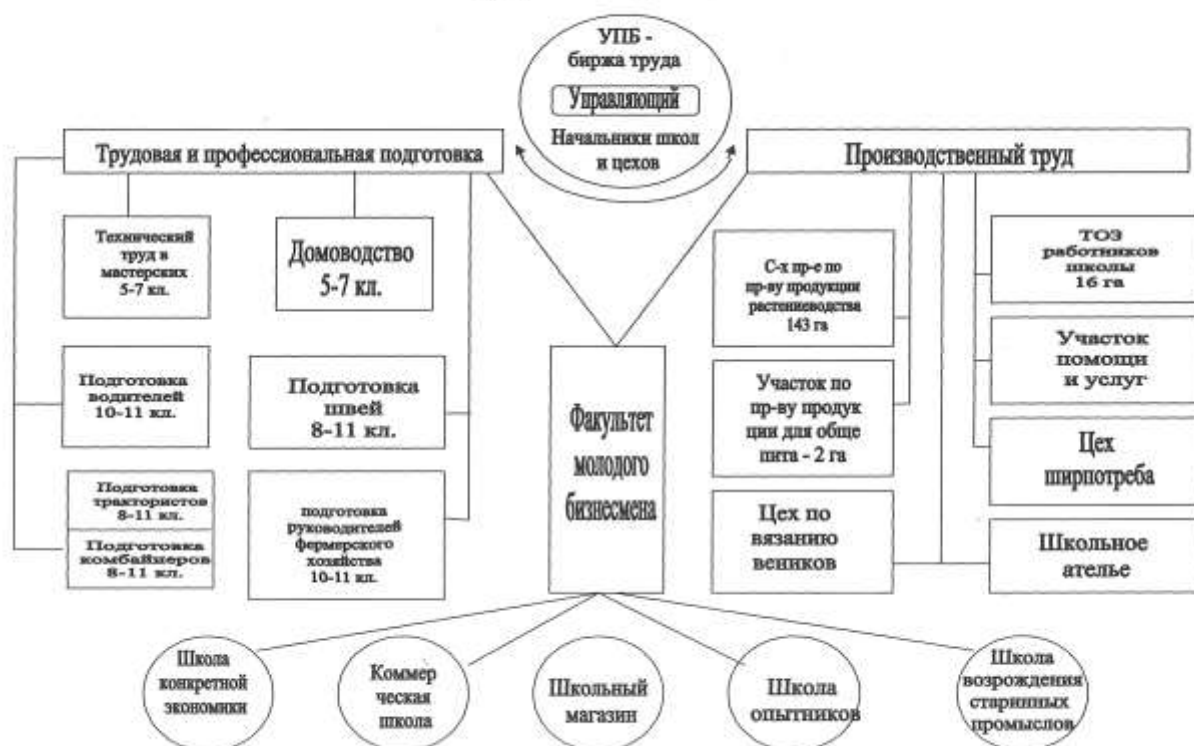 УПБ -
биржа труда
Управляющий
Начальники школ
и цехов
Трудовая и профессиональная подготовка
Производственный труд
Технический
труд в
мастерских
5-7 кл.
Домоводство
5-7 кл.
Подготовка
водителей
10-11 кл.
Подготовка
швей
8-11 кл.
Подготовка
трактористов
8-11 кл.
Подготовка
комбайнеров
8-11 кл.
подготовка
руководителей
фермерского
хозяйства
10-11 кл.
Факультет
молодого
бизнесмена
С-х пр-е по
пр-ву продукции
растениеводства
143 га
Участок по
пр-ву продук
ции для обще
пита - 2 га
Цех по
вязанию
веников
ТОЗ
работников
школы
16 га
Участок
помощи
и услуг
Цех
ширпотреба
Школьное
ателье
Школа
конкретной
экономики
Коммер
ческая
школа
Школьный
магазин
Школа
опытников
Школа
возрождения
старинных
промыслов